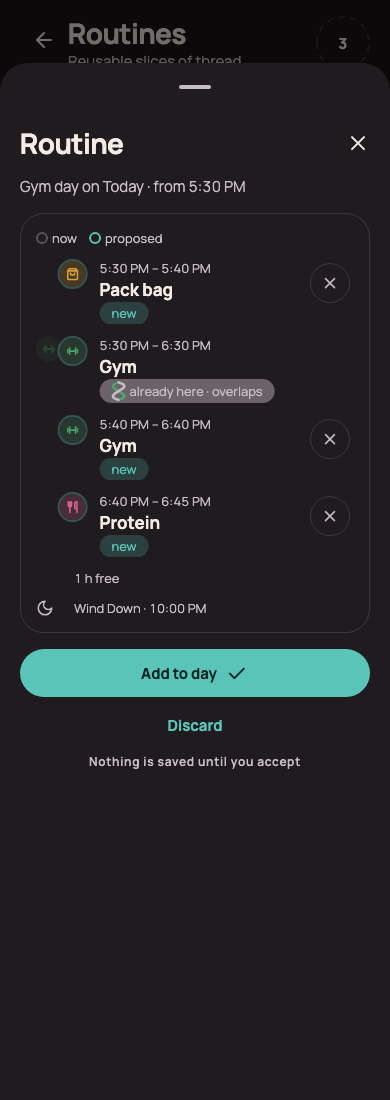 Routines
Reusable slices of thread
3
Routine
Gym day on Today · from 5:30 PM
now proposed
5:30 PM – 5:40 PM
Pack bag
new
5:30 PM – 6:30 PM
Gym
already here · overlaps
5:40 PM – 6:40 PM
Gym
new
6:40 PM – 6:45 PM
Protein
new
1 h free
Wind Down · 10:00 PM
Add to day
Discard
Nothing is saved until you accept